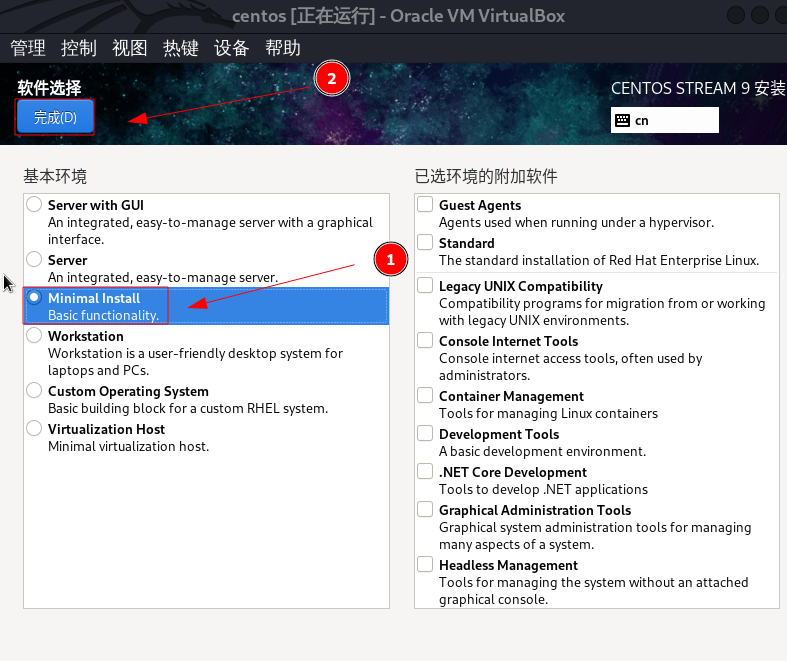 centos [正在运行] - Oracle VM VirtualBox
管理 控制 视图 热键 设备 帮助
软件选择
完成(D)
2
CENTOS STREAM 9 安装
cn
基本环境
Server with GUI
An integrated, easy-to-manage server with a graphical
interface.
Server
An integrated, easy-to-manage server.
1
Minimal Install
Basic functionality.
Workstation
Workstation is a user-friendly desktop system for
laptops and PCs.
Custom Operating System
Basic building block for a custom RHEL system.
Virtualization Host
Minimal virtualization host.
已选环境的附加软件
Guest Agents
Agents used when running under a hypervisor.
Standard
The standard installation of Red Hat Enterprise Linux.
Legacy UNIX Compatibility
Compatibility programs for migration from or working
with legacy UNIX environments.
Console Internet Tools
Console internet access tools, often used by
administrators.
Container Management
Tools for managing Linux containers
Development Tools
A basic development environment.
.NET Core Development
Tools to develop .NET applications
Graphical Administration Tools
Graphical system administration tools for managing
many aspects of a system.
Headless Management
Tools for managing the system without an attached
graphical console.